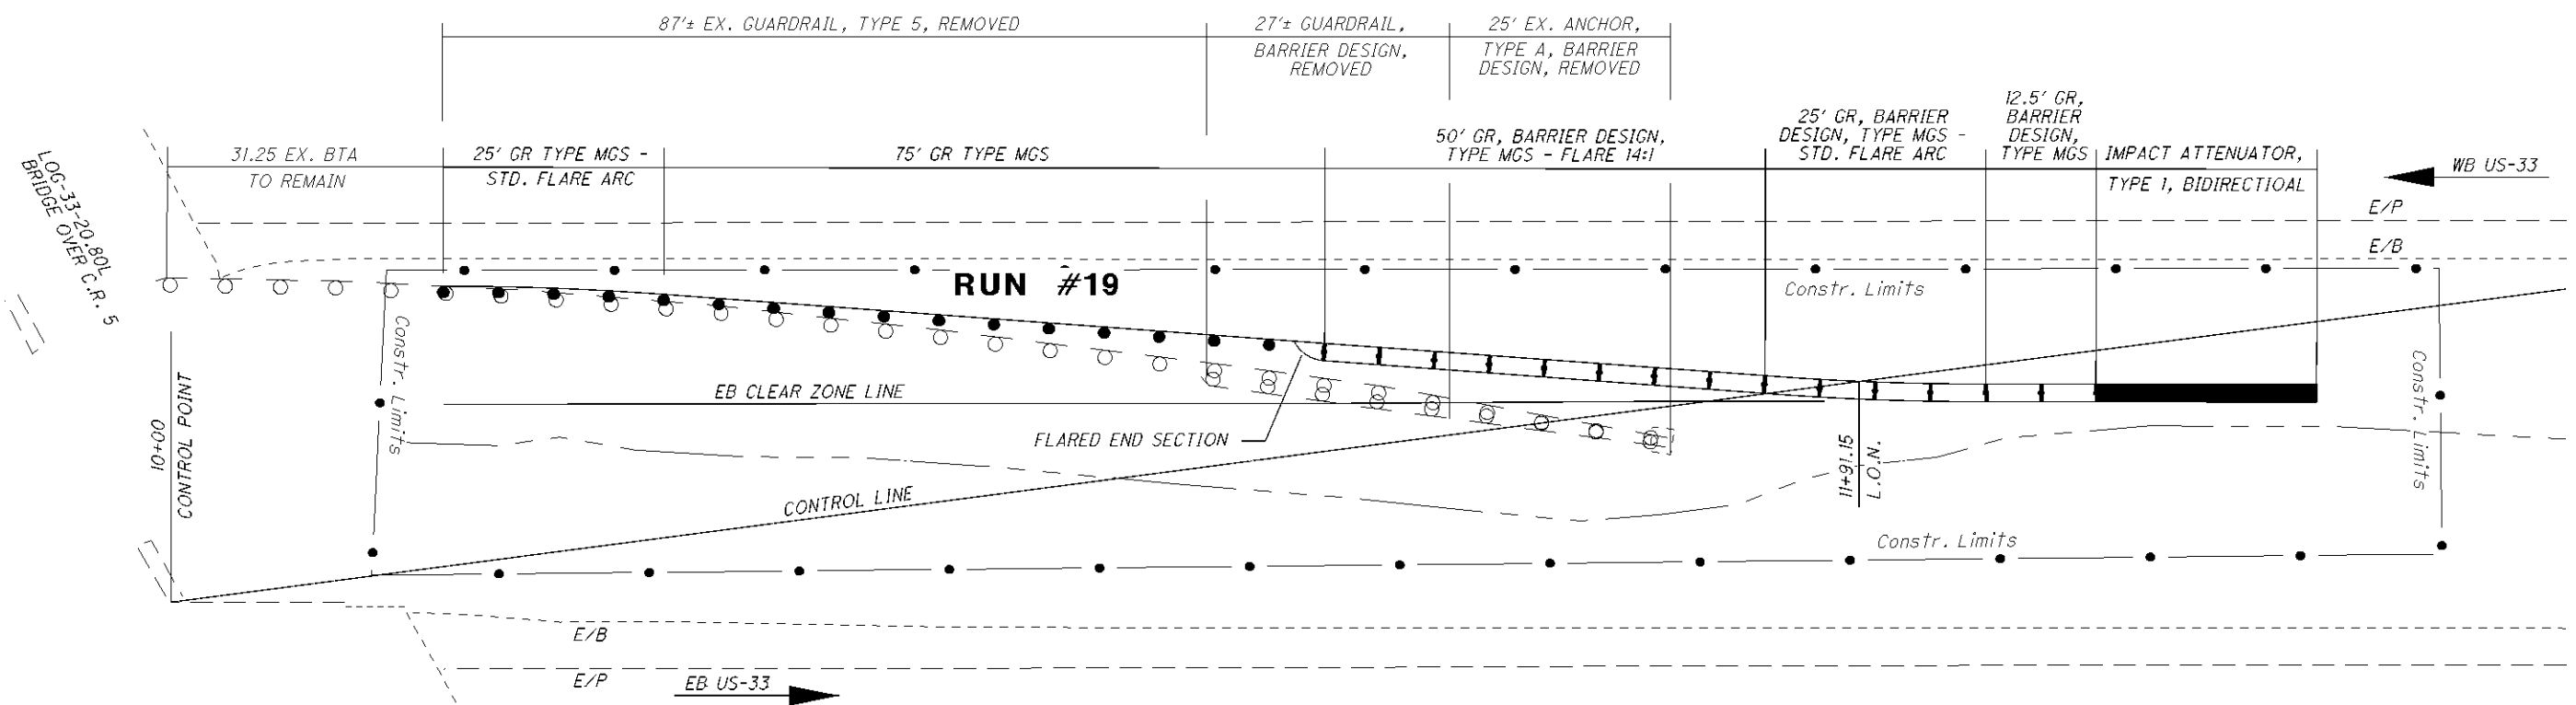 87'± EX. GUARDRAIL, TYPE 5, REMOVED
27'± GUARDRAIL,
BARRIER DESIGN,
REMOVED
25' EX. ANCHOR,
TYPE A, BARRIER
DESIGN, REMOVED
31.25 EX. BTA
TO REMAIN
25' GR TYPE MGS -
STD. FLARE ARC
75' GR TYPE MGS
50' GR, BARRIER DESIGN,
TYPE MGS - FLARE 14:1
25' GR, BARRIER
DESIGN, TYPE MGS -
STD. FLARE ARC
12.5' GR,
BARRIER
DESIGN,
TYPE MGS
IMPACT ATTENUATOR,
TYPE 1, BIDIRECTIOAL
WB US-33
E/P
E/B
LOG-33-20.80L
BRIDGE OVER C.R. 5
RUN #19
Constr. Limits
Constr. Limits
Constr. Limits
EB CLEAR ZONE LINE
FLARED END SECTION
10+00
CONTROL POINT
CONTROL LINE
11+91.15
L.O.N.
Constr. Limits
E/B
E/P
EB US-33